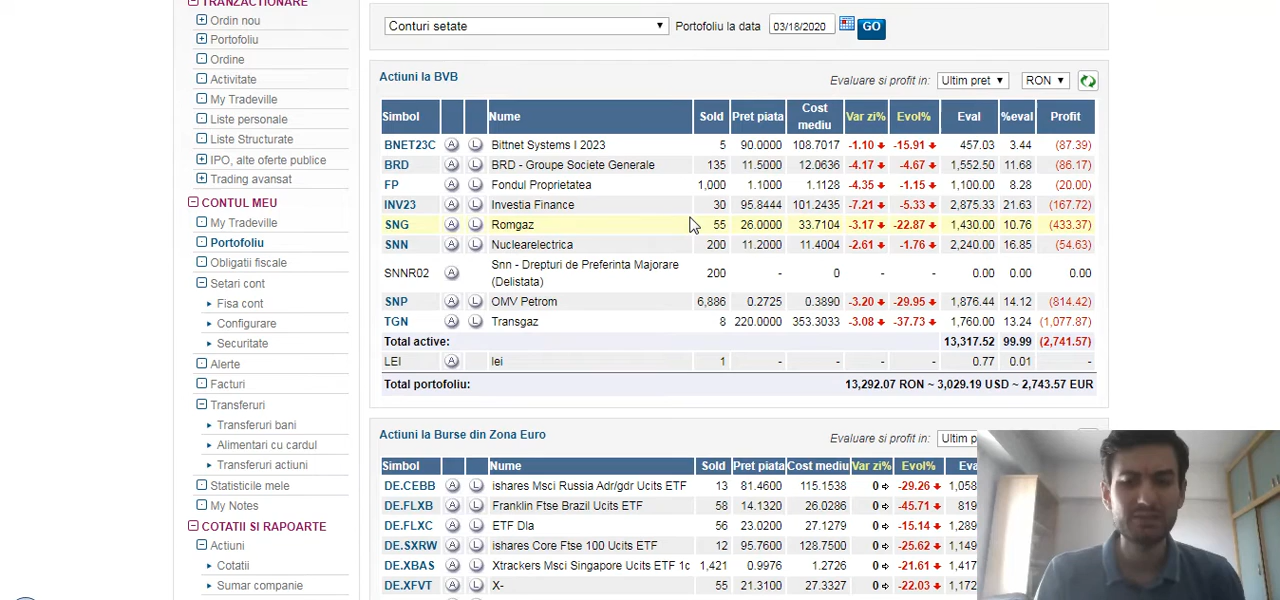 TRANZACTIONARE
Ordin nou
Portofoliu
Ordine
Activitate
My Tradeville
Liste personale
Liste Structurate
IPO, alte oferte publice
Trading avansat
CONTUL MEU
My Tradeville
Portofoliu
Obligatii fiscale
Setari cont
Fisa cont
Configurare
Securitate
Alerte
Facturi
Transferuri
Transferuri bani
Alimentari cu cardul
Transferuri actiuni
Statisticile mele
My Notes
COTATII SI RAPOARTE
Actiuni
Cotatii
Sumar companie
Conturi setate Portofoliu la data 03/18/2020 GO
Actiuni la BVB Evaluare si profit in: Ultim pret RON
Simbol Nume Sold Pret piata Cost mediu Var zi% Evol% Eval %eval Profit
BNET23C A L Bittnet Systems I 2023 5 90.0000 108.7017 -1.10 -15.91 457.03 3.44 (87.39)
BRD A L BRD - Groupe Societe Generale 135 11.5000 12.0636 -4.17 -4.67 1,552.50 11.68 (86.17)
FP A L Fondul Proprietatea 1,000 1.1000 1.1128 -4.35 -1.15 1,100.00 8.28 (20.00)
INV23 A L Investia Finance 30 95.8444 101.2435 -7.21 -5.33 2,875.33 21.63 (167.72)
SNG A L Romgaz 55 26.0000 33.7104 -3.17 -22.87 1,430.00 10.76 (433.37)
SNN A L Nuclearelectrica 200 11.2000 11.4004 -2.61 -1.76 2,240.00 16.85 (54.63)
SNNR02 A Snn - Drepturi de Preferinta Majorare (Delistata) 200 - 0 - - 0.00 0.00 0.00
SNP A L OMV Petrom 6,886 0.2725 0.3890 -3.20 -29.95 1,876.44 14.12 (814.42)
TGN A L Transgaz 8 220.0000 353.3033 -3.08 -37.73 1,760.00 13.24 (1,077.87)
Total active: 13,317.52 99.99 (2,741.57)
LEI A lei 1 - - - - 0.77 0.01 -
Total portofoliu: 13,292.07 RON ~ 3,029.19 USD ~ 2,743.57 EUR
Actiuni la Burse din Zona Euro Evaluare si profit in: Ultim p
Simbol Nume Sold Pret piata Cost mediu Var zi% Evol% Eva
DE.CEBB A L ishares Msci Russia Adr/gdr Ucits ETF 13 81.4600 115.1538 0 -29.26 1,058
DE.FLXB A L Franklin Ftse Brazil Ucits ETF 58 14.1320 26.0286 0 -45.71 819
DE.FLXC A L ETF Dla 56 23.0200 27.1279 0 -15.14 1,289
DE.SXRW A L ishares Core Ftse 100 Ucits ETF 12 95.7600 128.7500 0 -25.62 1,149
DE.XBAS A L Xtrackers Msci Singapore Ucits ETF 1c 1,421 0.9976 1.2726 0 -21.61 1,417
DE.XFVT A L X- 55 21.3100 27.3327 0 -22.03 1,172